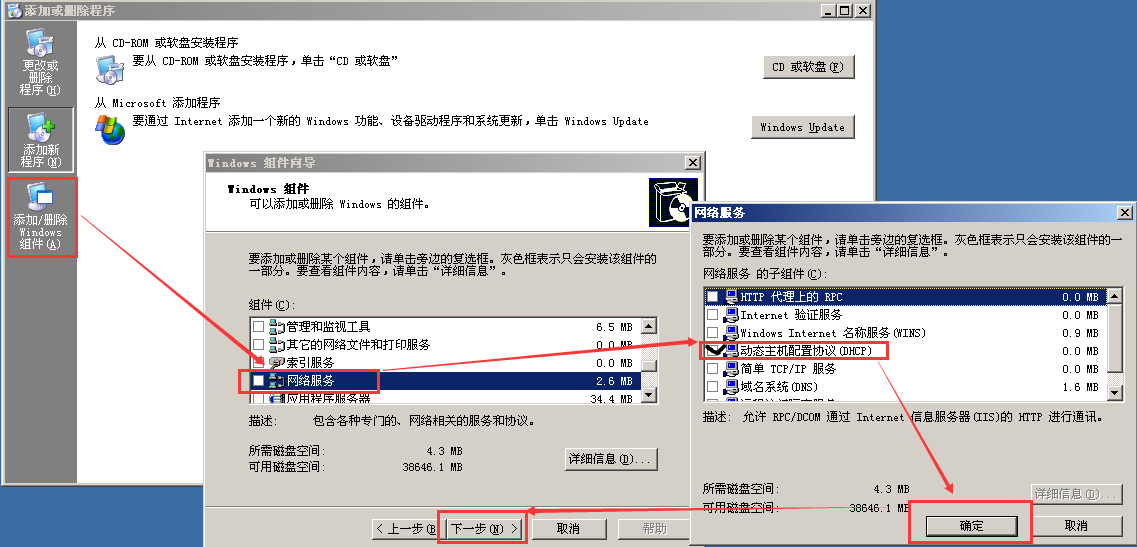 添加或删除程序
更改或
删除
程序(H)
添加新
程序(N)
添加/删除
Windows
组件(A)
从 CD-ROM 或软盘安装程序
要从 CD-ROM 或软盘安装程序，单击“CD 或软盘”
CD 或软盘(F)
从 Microsoft 添加程序
要通过 Internet 添加一个新的 Windows 功能、设备驱动程序和系统更新，单击 Windows Update
Windows Update
Windows 组件向导
Windows 组件
可以添加或删除 Windows 的组件。
要添加或删除某个组件，请单击旁边的复选框。灰色框表示只会安装该组件的
一部分。要查看组件内容，请单击“详细信息”。
组件(C):
管理和监视工具 6.5 MB
其它的网络文件和打印服务 0.0 MB
索引服务 0.0 MB
网络服务 2.6 MB
应用程序服务器 34.4 MB
描述: 包含各种专门的、网络相关的服务和协议。
所需磁盘空间: 4.3 MB
可用磁盘空间: 38646.1 MB
详细信息(D)...
< 上一步(B
下一步(N) >
取消
帮助
网络服务
要添加或删除某个组件，请单击旁边的复选框。灰色框表示只会安装该组件的一
部分。要查看组件内容，请单击“详细信息”。
网络服务 的子组件(C):
HTTP 代理上的 RPC 0.0 MB
Internet 验证服务 0.0 MB
Windows Internet 名称服务(WINS) 0.9 MB
动态主机配置协议(DHCP) 0.0 MB
简单 TCP/IP 服务 0.0 MB
域名系统(DNS) 1.6 MB
描述: 允许 RPC/DCOM 通过 Internet 信息服务器(IIS)的 HTTP 进行通讯。
所需磁盘空间: 4.3 MB
可用磁盘空间: 38646.1 MB
详细信息(D)...
确定
取消